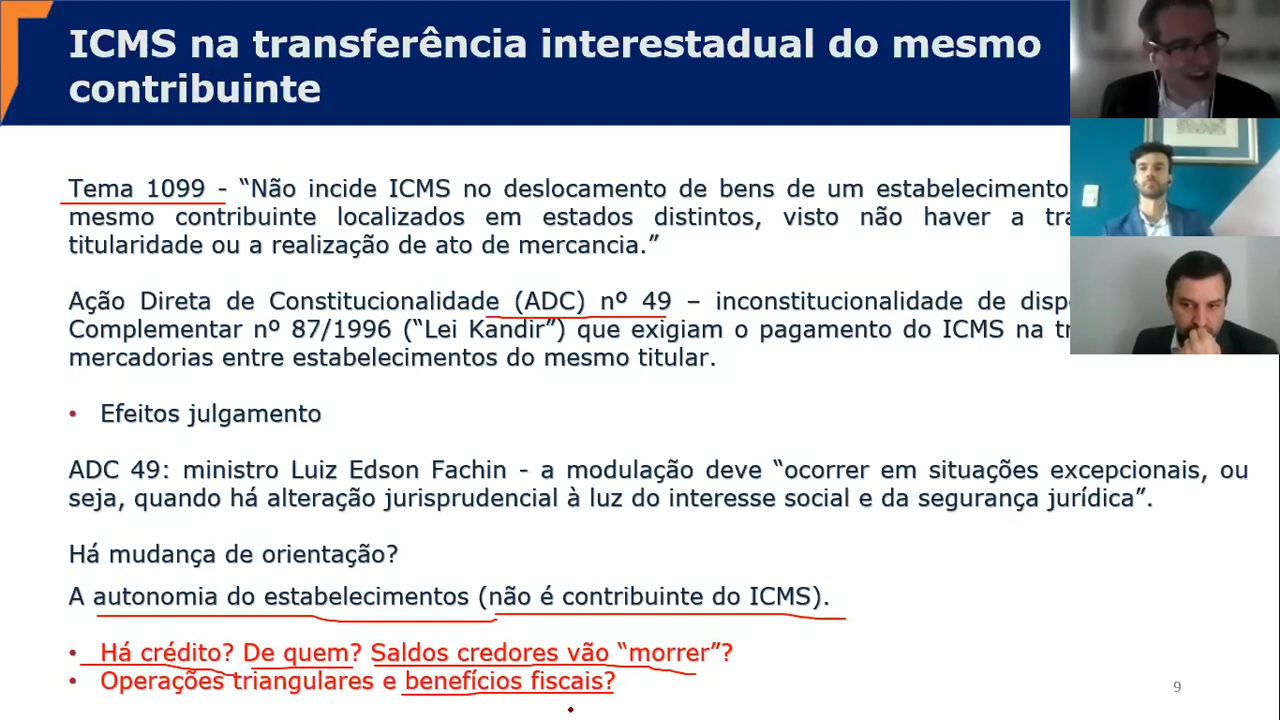 ICMS na transferência interestadual do mesmo
contribuinte
Tema 1099 - “Não incide ICMS no deslocamento de bens de um estabelecimento
mesmo contribuinte localizados em estados distintos, visto não haver a
titularidade ou a realização de ato de mercancia.”
Ação Direta de Constitucionalidade (ADC) nº 49 – inconstitucionalidade de
Complementar nº 87/1996 (“Lei Kandir”) que exigiam o pagamento do ICMS na
mercadorias entre estabelecimentos do mesmo titular.
• Efeitos julgamento
ADC 49: ministro Luiz Edson Fachin - a modulação deve “ocorrer em situações excepcionais, ou
seja, quando há alteração jurisprudencial à luz do interesse social e da segurança jurídica”.
Há mudança de orientação?
A autonomia do estabelecimentos (não é contribuinte do ICMS).
• Há crédito? De quem? Saldos credores vão “morrer”?
• Operações triangulares e benefícios fiscais?
9